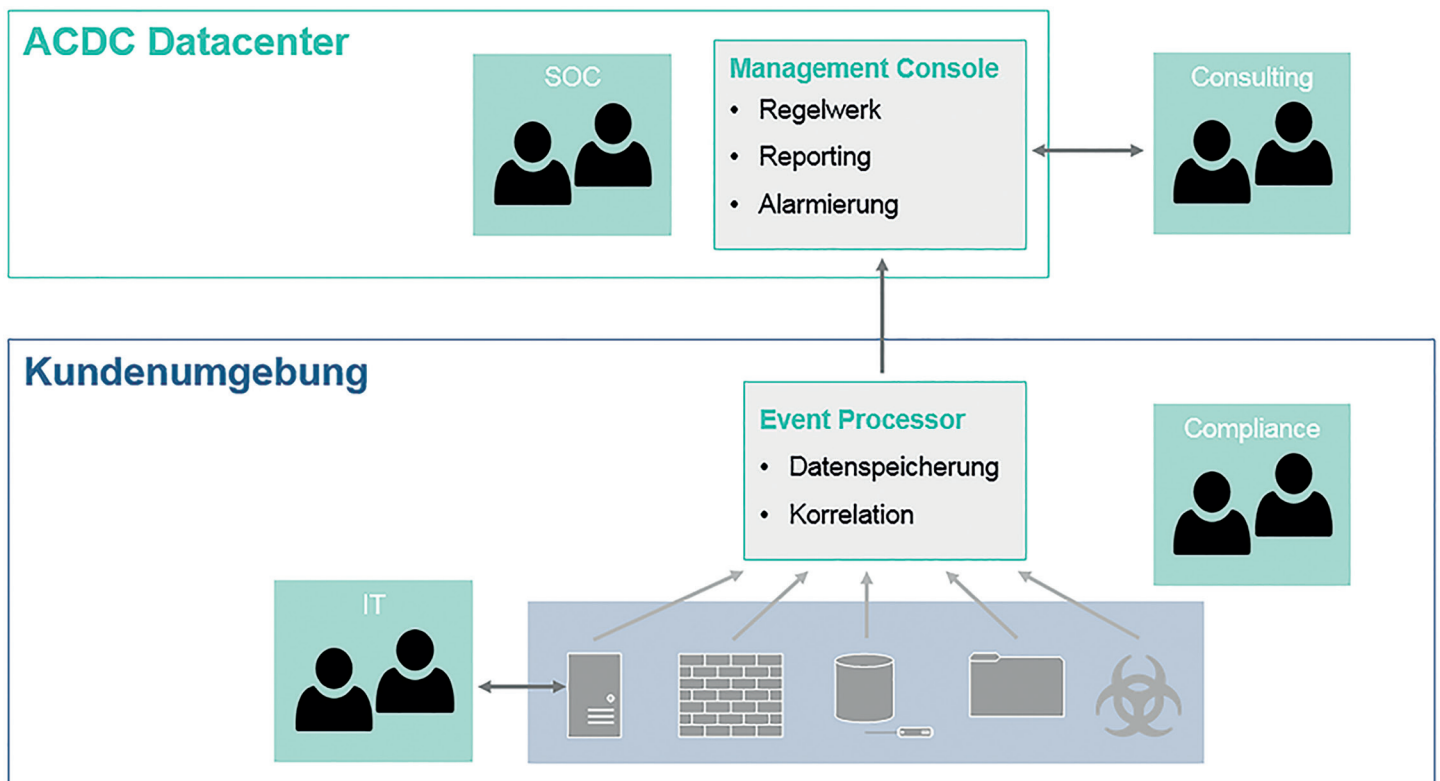 ACDC Datacenter
SOC
Management Console
• Regelwerk
• Reporting
• Alarmierung
Consulting
Kundenumgebung
Event Processor
• Datenspeicherung
• Korrelation
Compliance
IT